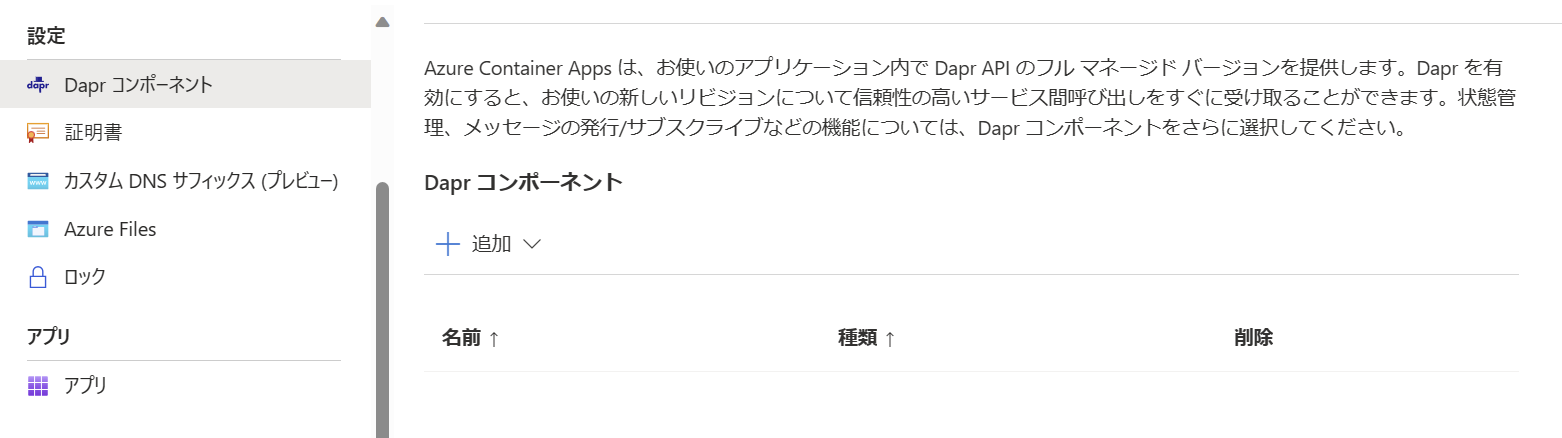 設定
dapr Dapr コンポーネント
証明書
www カスタム DNS サフィックス (プレビュー)
Azure Files
ロック
アプリ
アプリ
Azure Container Apps は、お使いのアプリケーション内で Dapr API のフル マネージド バージョンを提供します。Dapr を有
効にすると、お使いの新しいリビジョンについて信頼性の高いサービス間呼び出しをすぐに受け取ることができます。状態管
理、メッセージの発行/サブスクライブなどの機能については、Dapr コンポーネントをさらに選択してください。
Dapr コンポーネント
追加
名前 ↑ 種類 ↑ 削除